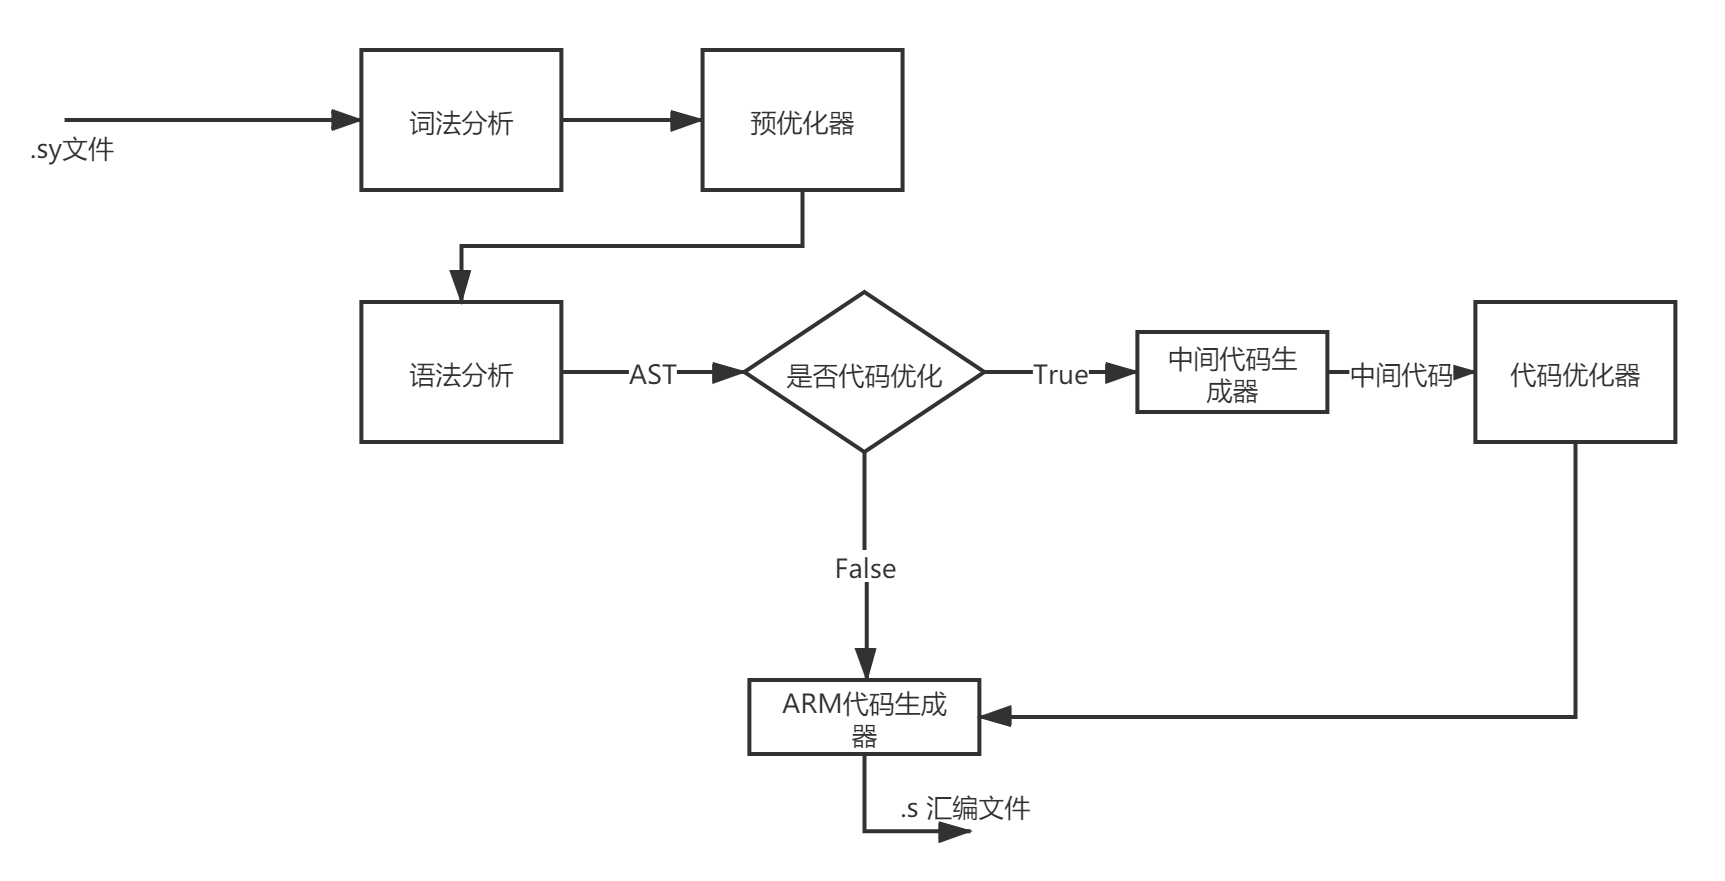 词法分析
预优化器
.sy文件
语法分析
AST
是否代码优化
True
中间代码生
成器
中间代码
代码优化器
False
ARM代码生成
器
.s 汇编文件